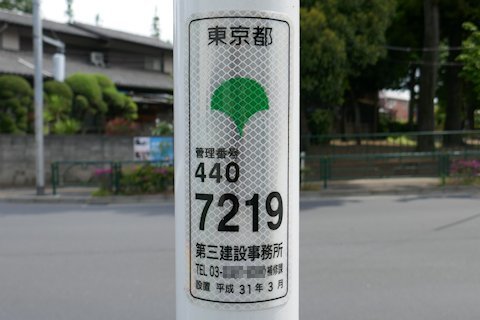 東京都
管理番号
440
7219
第三建設事務所
TEL 03- 補修課
設置 平成 31年 3月